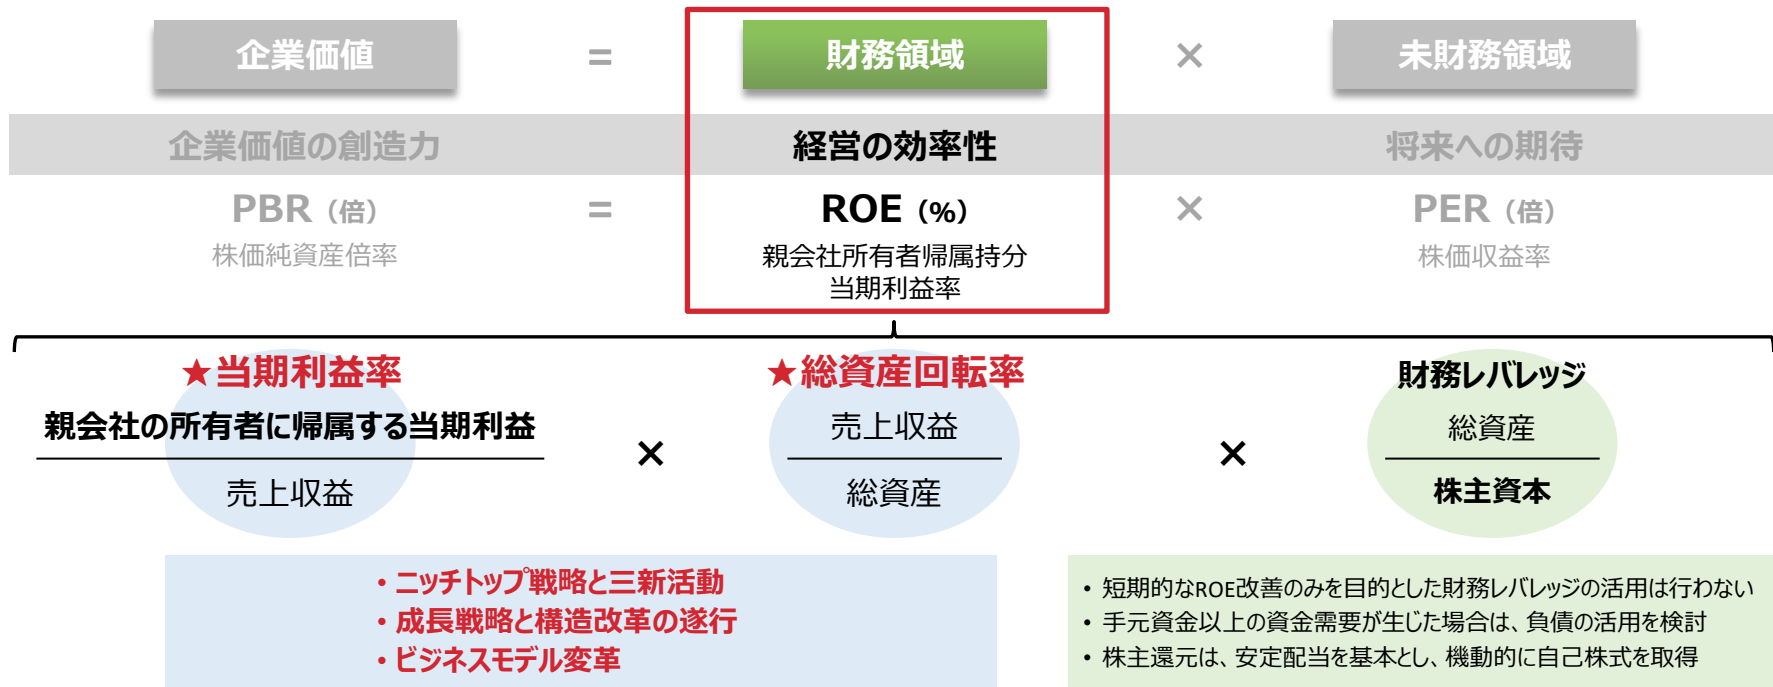 企業価値 = 財務領域 × 未財務領域
企業価値の創造力 経営の効率性 将来への期待
PBR（倍） = ROE（%） × PER（倍）
株価純資産倍率 親会社所有者帰属持分 株価収益率
当期利益率
★当期利益率 ★総資産回転率 財務レバレッジ
親会社の所有者に帰属する当期利益 × 売上収益 × 総資産
売上収益 総資産 株主資本
・ニッチトップ戦略と三新活動
・成長戦略と構造改革の遂行
・ビジネスモデル変革
• 短期的なROE改善のみを目的とした財務レバレッジの活用は行わない
• 手元資金以上の資金需要が生じた場合は、負債の活用を検討
• 株主還元は、安定配当を基本とし、機動的に自己株式を取得